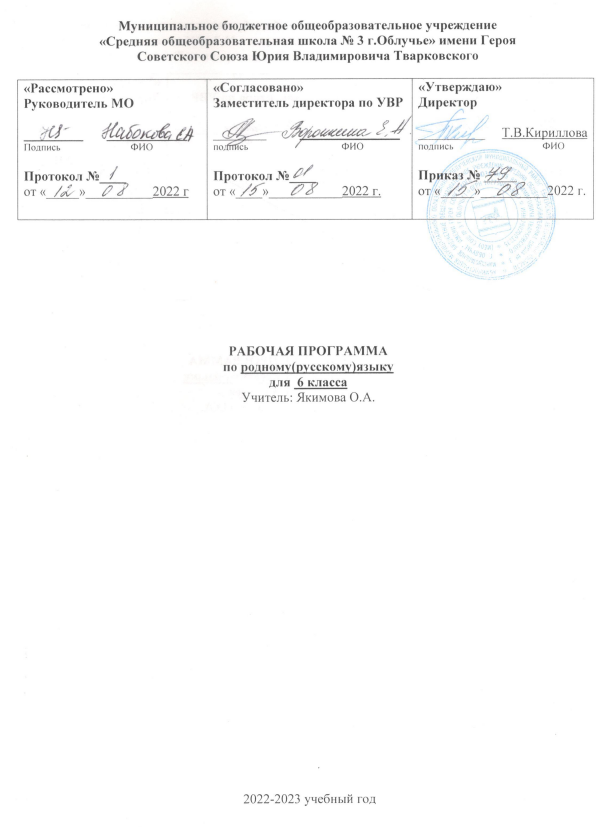 Муниципальное бюджетное общеобразовательное учреждение
«Средняя общеобразовательная школа № 3 г.Облучье» имени Героя
Советского Союза Юрия Владимировича Тварковского
«Рассмотрено»
Руководитель МО
Набокова ЕА
Подпись ФИО
Протокол № 1
от « 12 » 08 2022 г
«Согласовано»
Заместитель директора по УВР
Ворошнина Е.Н.
подпись ФИО
Протокол № 01
от « 15 » 08 2022 г.
«Утверждаю»
Директор
Т.В.Кириллова
подпись ФИО
Приказ № 79
от « 15 » 08 2022 г.
РАБОЧАЯ ПРОГРАММА
по родному(русскому)языку
для 6 класса
Учитель: Якимова О.А.
2022-2023 учебный год